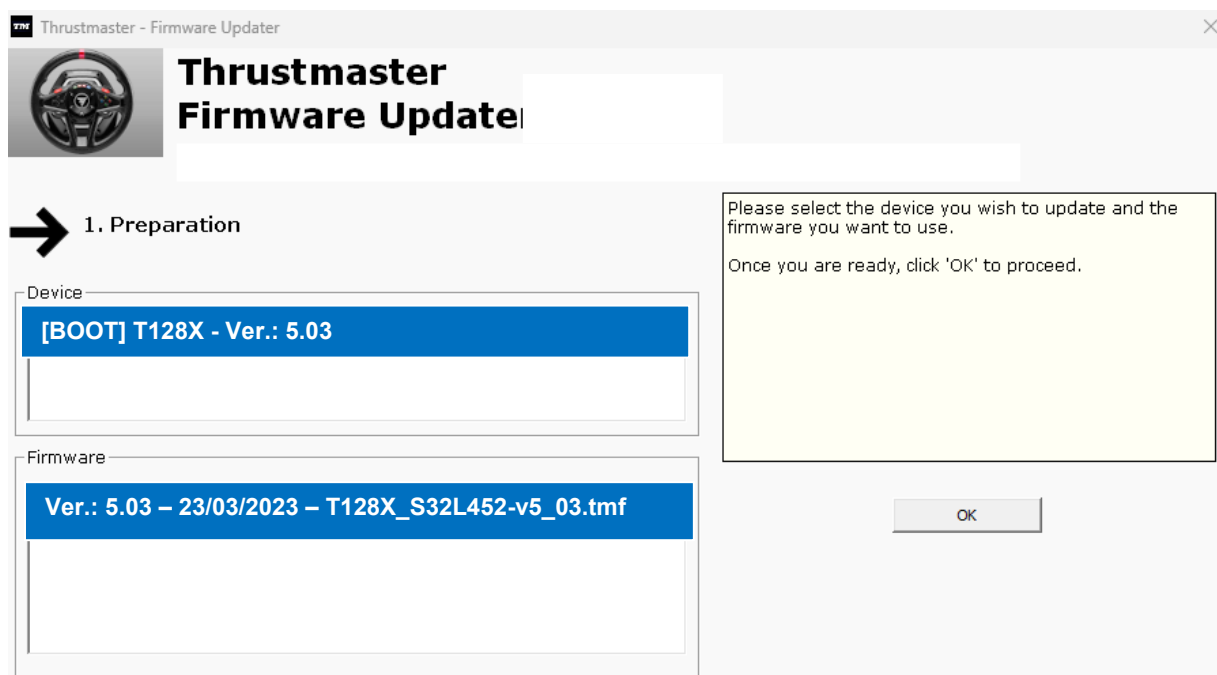 Thrustmaster - Firmware Updater
Thrustmaster
Firmware Updater
1. Preparation
Please select the device you wish to update and the
firmware you want to use.
Once you are ready, click 'OK' to proceed.
Device
[BOOT] T128X - Ver.: 5.03
Firmware
Ver.: 5.03 – 23/03/2023 – T128X_S32L452-v5_03.tmf
OK